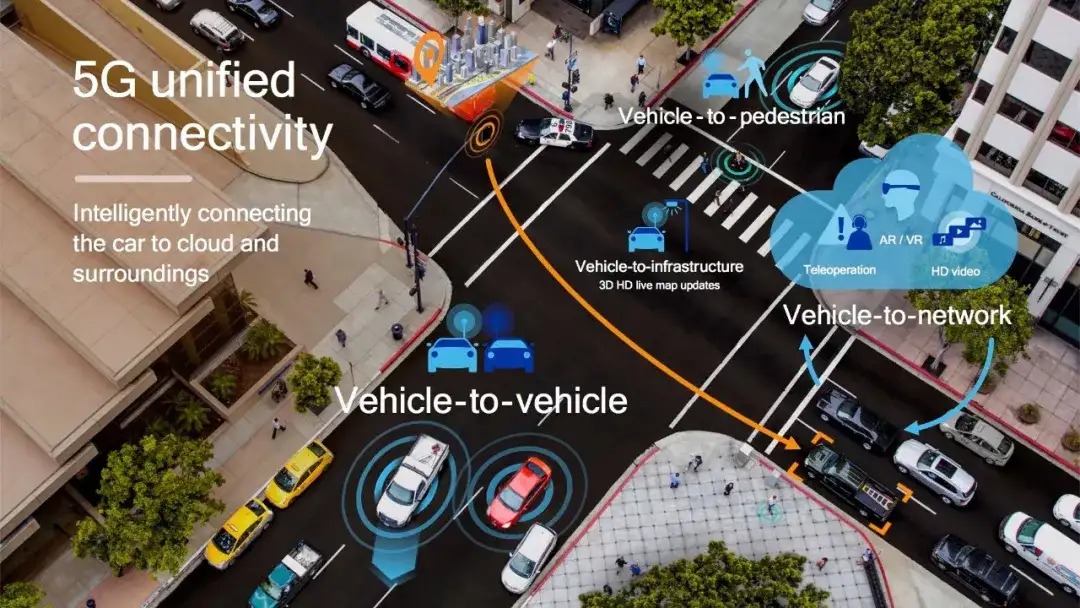 5G unified
connectivity
Intelligently connecting
the car to cloud and
surroundings
Vehicle-to-pedestrian
Vehicle-to-infrastructure
3D HD live map updates
AR / VR
Teleoperation
HD video
Vehicle-to-network
Vehicle-to-vehicle